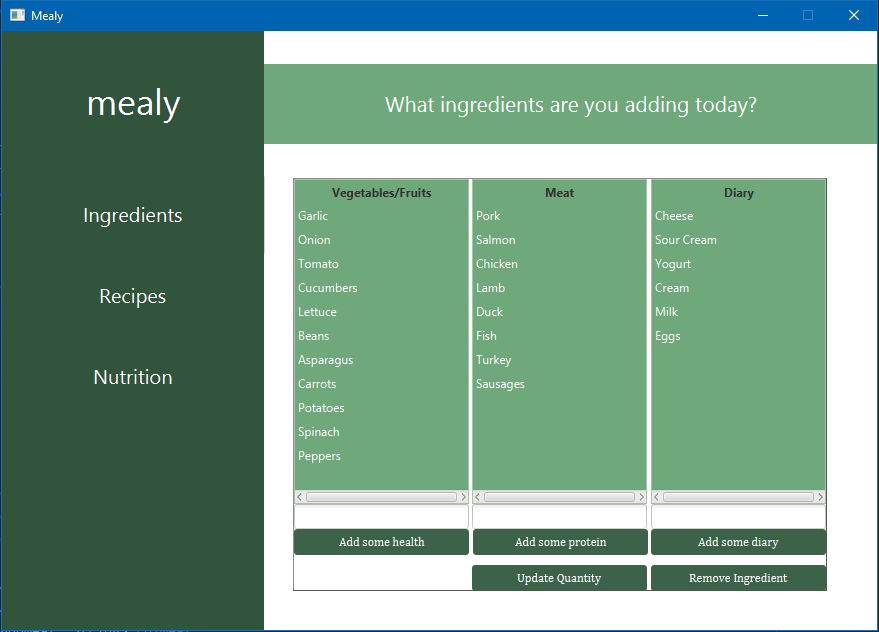 Mealy
mealy
Ingredients
Recipes
Nutrition
What ingredients are you adding today?
Vegetables/Fruits
Garlic
Onion
Tomato
Cucumbers
Lettuce
Beans
Asparagus
Carrots
Potatoes
Spinach
Peppers
Add some health
Meat
Pork
Salmon
Chicken
Lamb
Duck
Fish
Turkey
Sausages
Add some protein
Diary
Cheese
Sour Cream
Yogurt
Cream
Milk
Eggs
Add some diary
Update Quantity
Remove Ingredient